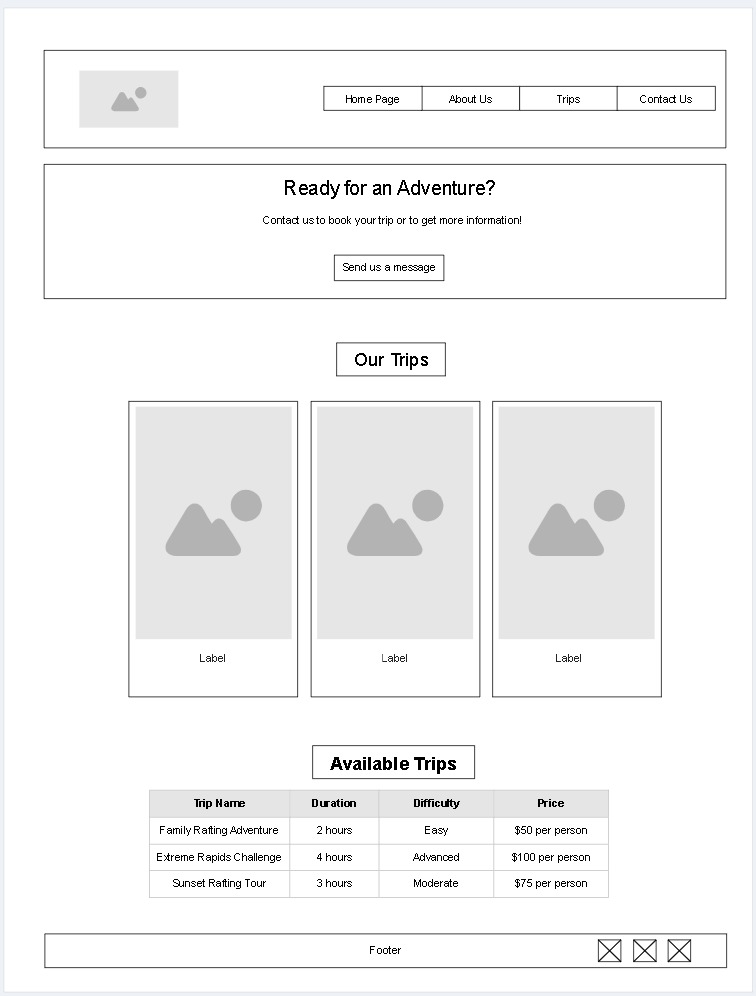 Home Page About Us Trips Contact Us
Ready for an Adventure?
Contact us to book your trip or to get more information!
Send us a message
Our Trips
Label Label Label
Available Trips
Trip Name Duration Difficulty Price
Family Rafting Adventure 2 hours Easy $50 per person
Extreme Rapids Challenge 4 hours Advanced $100 per person
Sunset Rafting Tour 3 hours Moderate $75 per person
Footer